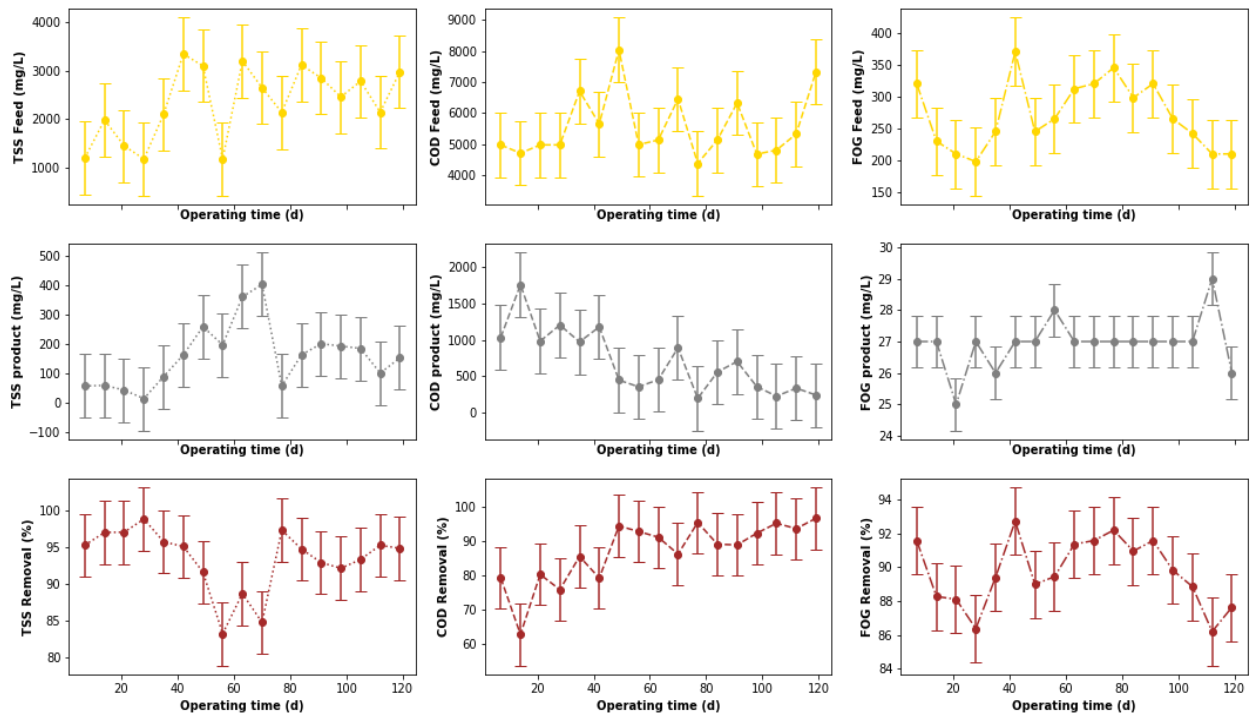 TSS Feed (mg/L)
4000
3000
2000
1000
Operating time (d)
COD Feed (mg/L)
9000
8000
7000
6000
5000
4000
Operating time (d)
FOG Feed (mg/L)
400
350
300
250
200
150
Operating time (d)
TSS product (mg/L)
500
400
300
200
100
0
−100
Operating time (d)
COD product (mg/L)
2000
1500
1000
500
0
Operating time (d)
FOG product (mg/L)
30
29
28
27
26
25
24
Operating time (d)
TSS Removal (%)
100
95
90
85
80
20 40 60 80 100 120
Operating time (d)
COD Removal (%)
100
90
80
70
60
20 40 60 80 100 120
Operating time (d)
FOG Removal (%)
94
92
90
88
86
84
20 40 60 80 100 120
Operating time (d)